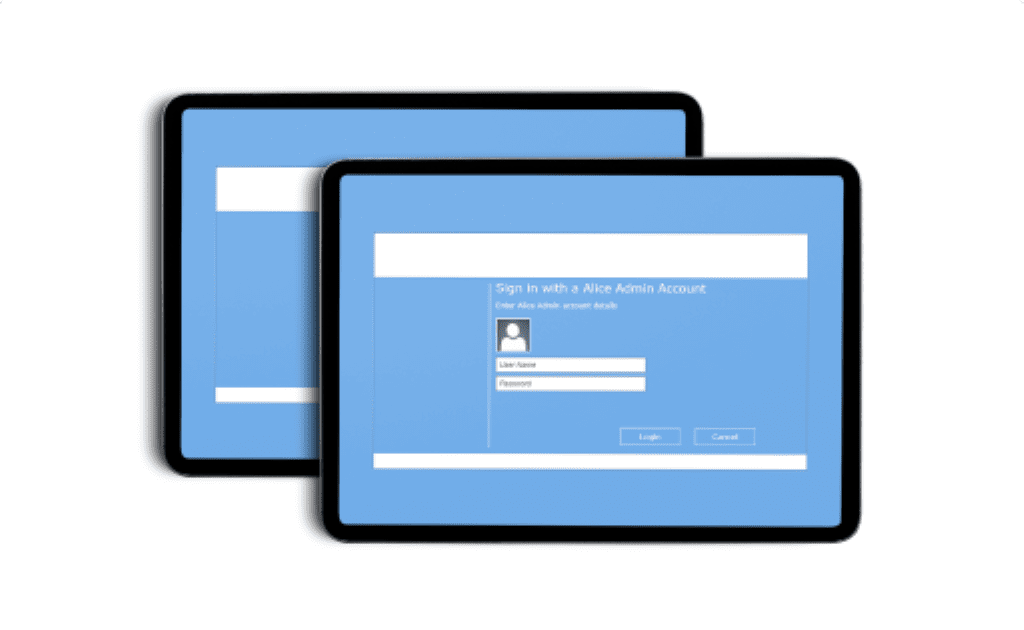 Sign in with a Alice Admin Account
Enter Alice Admin account details
User Name
Password
Login
Cancel